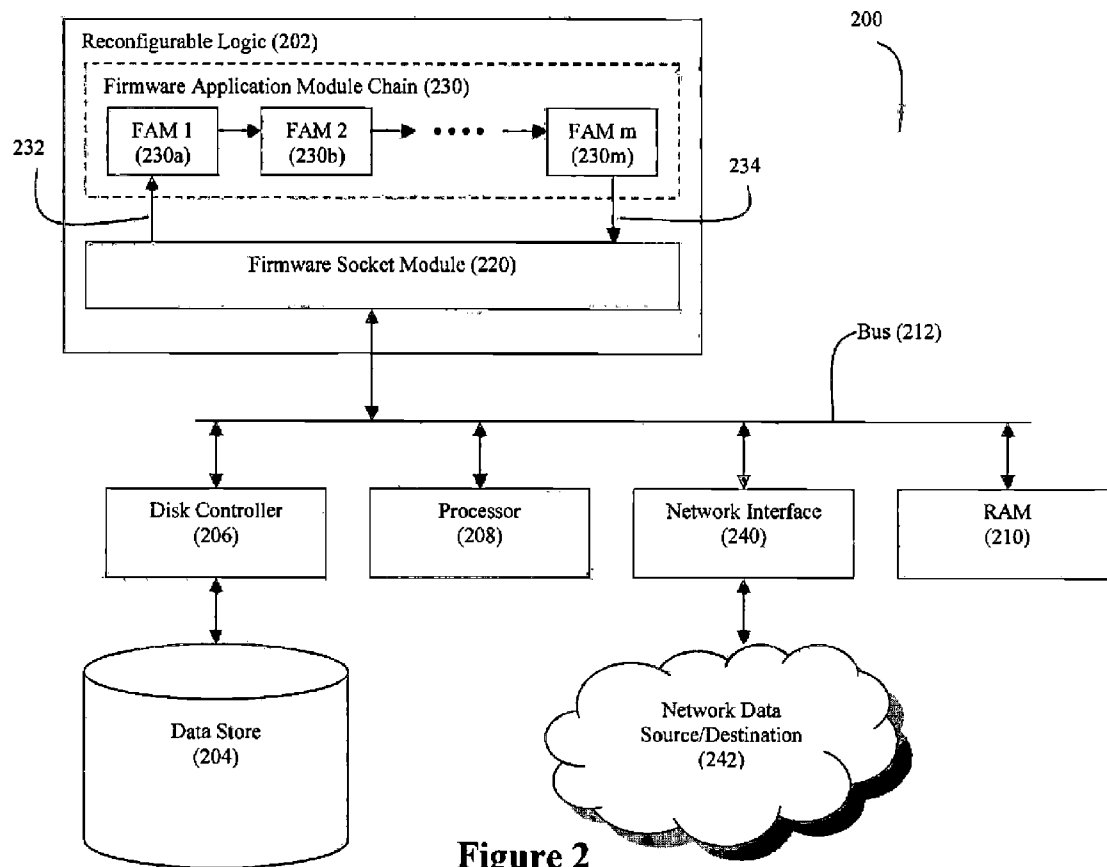 200
Reconfigurable Logic (202)
Firmware Application Module Chain (230)
FAM 1
(230a)
FAM 2
(230b)
FAM m
(230m)
232
234
Firmware Socket Module (220)
Bus (212)
Disk Controller
(206)
Processor
(208)
Network Interface
(240)
RAM
(210)
Data Store
(204)
Network Data
Source/Destination
(242)
Figure 2